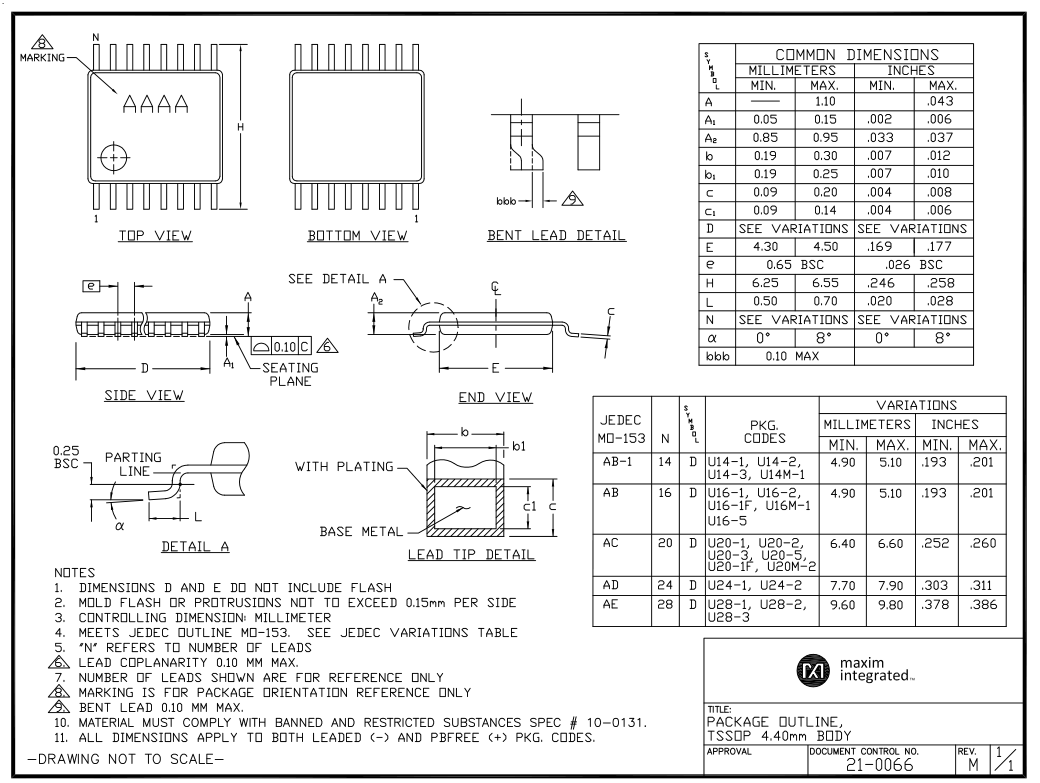 8
MARKING
N
AAAA
H
1
1
TOP VIEW
BOTTOM VIEW
bbb
9
BENT LEAD DETAIL
e
A
0.10 C
6
A₁
SEATING
PLANE
D
SIDE VIEW
SEE DETAIL A
A₂
℄
c
E
END VIEW
0.25
BSC
PARTING
LINE
α
L
DETAIL A
b
b1
WITH PLATING
BASE METAL
c1
c
LEAD TIP DETAIL
SYMBOL COMMON DIMENSIONS
MILLIMETERS INCHES
MIN. MAX. MIN. MAX.
A — 1.10 .043
A₁ 0.05 0.15 .002 .006
A₂ 0.85 0.95 .033 .037
b 0.19 0.30 .007 .012
b₁ 0.19 0.25 .007 .010
c 0.09 0.20 .004 .008
c₁ 0.09 0.14 .004 .006
D SEE VARIATIONS SEE VARIATIONS
E 4.30 4.50 .169 .177
e 0.65 BSC .026 BSC
H 6.25 6.55 .246 .258
L 0.50 0.70 .020 .028
N SEE VARIATIONS SEE VARIATIONS
α 0° 8° 0° 8°
bbb 0.10 MAX
VARIATIONS
JEDEC MO-153 N SYMBOL PKG. CODES MILLIMETERS INCHES
MIN. MAX. MIN. MAX.
AB-1 14 D U14-1, U14-2, 4.90 5.10 .193 .201
U14-3, U14M-1
AB 16 D U16-1, U16-2, 4.90 5.10 .193 .201
U16-1F, U16M-1
U16-5
AC 20 D U20-1, U20-2, 6.40 6.60 .252 .260
U20-3, U20-5,
U20-1F, U20M-2
AD 24 D U24-1, U24-2 7.70 7.90 .303 .311
AE 28 D U28-1, U28-2, 9.60 9.80 .378 .386
U28-3
NOTES
1. DIMENSIONS D AND E DO NOT INCLUDE FLASH
2. MOLD FLASH OR PROTRUSIONS NOT TO EXCEED 0.15mm PER SIDE
3. CONTROLLING DIMENSION: MILLIMETER
4. MEETS JEDEC OUTLINE MO-153. SEE JEDEC VARIATIONS TABLE
5. "N" REFERS TO NUMBER OF LEADS
6. LEAD COPLANARITY 0.10 MM MAX.
7. NUMBER OF LEADS SHOWN ARE FOR REFERENCE ONLY
8. MARKING IS FOR PACKAGE ORIENTATION REFERENCE ONLY
9. BENT LEAD 0.10 MM MAX.
10. MATERIAL MUST COMPLY WITH BANNED AND RESTRICTED SUBSTANCES SPEC # 10-0131.
11. ALL DIMENSIONS APPLY TO BOTH LEADED (-) AND PBFREE (+) PKG. CODES.
-DRAWING NOT TO SCALE-
maxim
integrated™
TITLE:
PACKAGE OUTLINE,
TSSOP 4.40mm BODY
APPROVAL DOCUMENT CONTROL NO. REV. 1/1
21-0066 M